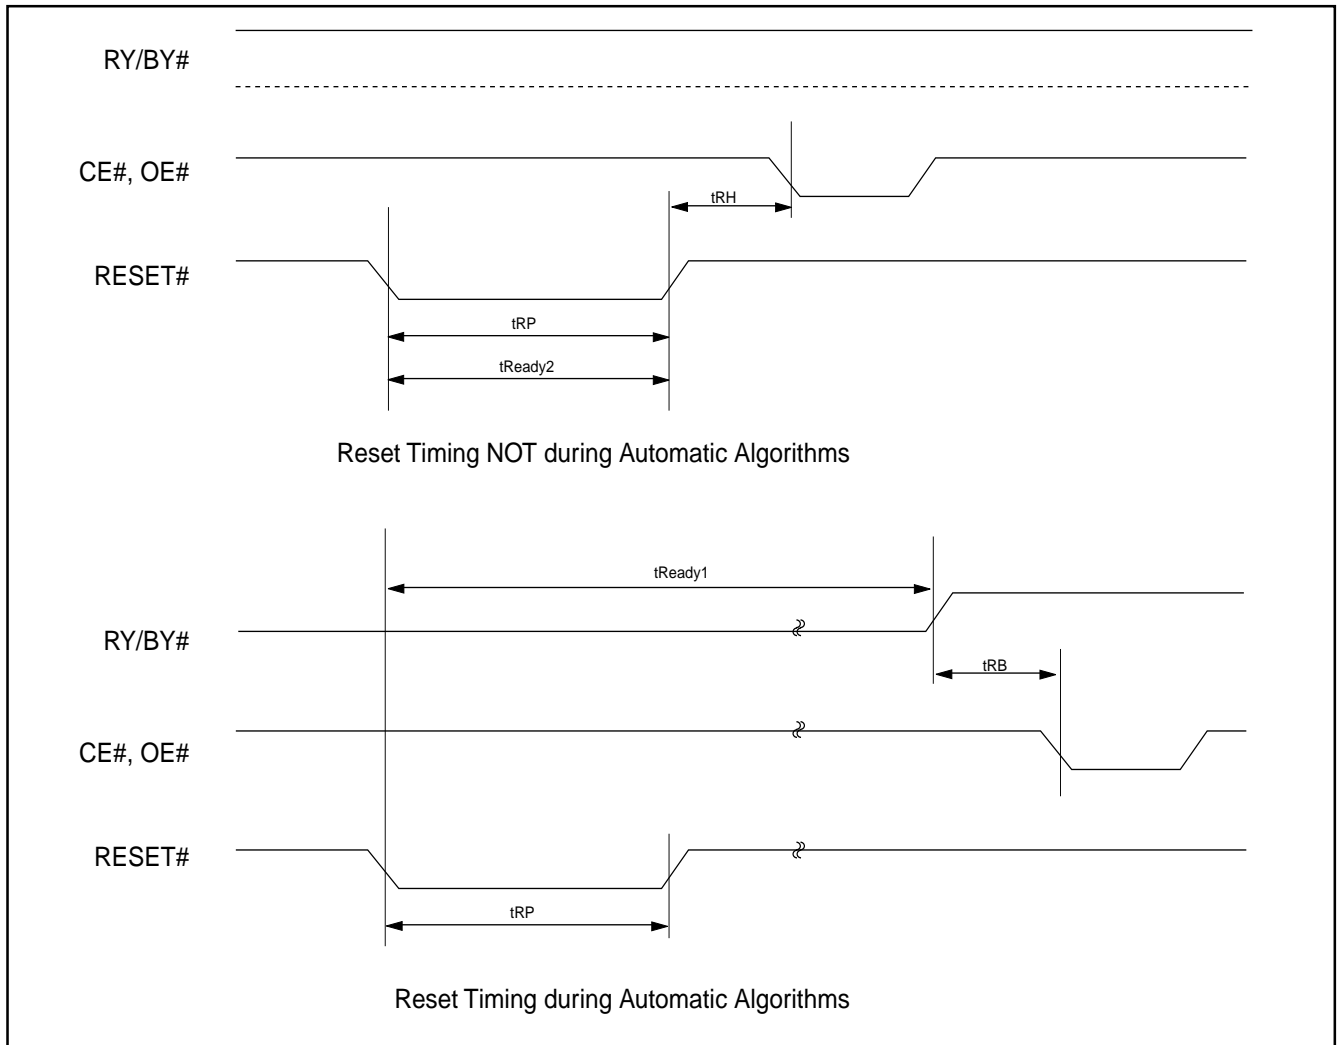 RY/BY#
CE#, OE#
tRH
RESET#
tRP
tReady2
Reset Timing NOT during Automatic Algorithms
tReady1
RY/BY#
tRB
CE#, OE#
RESET#
tRP
Reset Timing during Automatic Algorithms